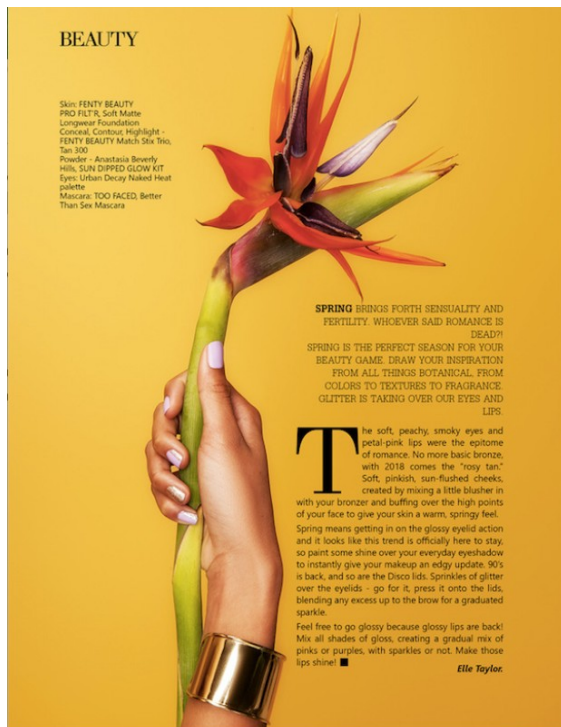 BEAUTY
Skin: FENTY BEAUTY
PRO FILT'R, Soft Matte
Longwear Foundation
Conceal, Contour, Highlight -
FENTY BEAUTY Match Stix Trio,
Tan 300
Powder - Anastasia Beverly
Hills, SUN DIPPED GLOW KIT
Eyes: Urban Decay Naked Heat
palette
Mascara: TOO FACED, Better
Than Sex Mascara
SPRING BRINGS FORTH SENSUALITY AND
FERTILITY. WHOEVER SAID ROMANCE IS
DEAD?!
SPRING IS THE PERFECT SEASON FOR YOUR
BEAUTY GAME. DRAW YOUR INSPIRATION
FROM ALL THINGS BOTANICAL, FROM
COLORS TO TEXTURES TO FRAGRANCE.
GLITTER IS TAKING OVER OUR EYES AND
LIPS.
The soft, peachy, smoky eyes and
petal-pink lips were the epitome
of romance. No more basic bronze,
with 2018 comes the "rosy tan."
Soft, pinkish, sun-flushed cheeks,
created by mixing a little blusher in
with your bronzer and buffing over the high points
of your face to give your skin a warm, springy feel.
Spring means getting in on the glossy eyelid action
and it looks like this trend is officially here to stay,
so paint some shine over your everyday eyeshadow
to instantly give your makeup an edgy update. 90's
is back, and so are the Disco lids. Sprinkles of glitter
over the eyelids - go for it, press it onto the lids,
blending any excess up to the brow for a graduated
sparkle.
Feel free to go glossy because glossy lips are back!
Mix all shades of gloss, creating a gradual mix of
pinks or purples, with sparkles or not. Make those
lips shine!
Elle Taylor.